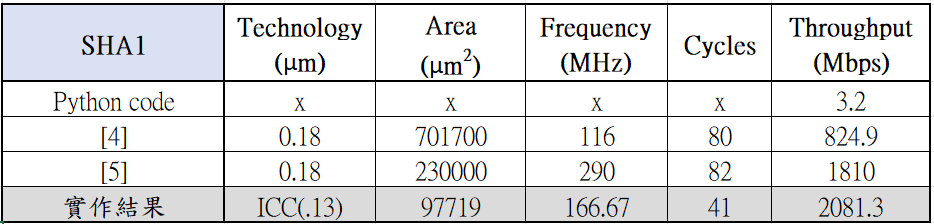 SHA1 Technology (μm) Area (μm²) Frequency (MHz) Cycles Throughput (Mbps)
Python code x x x x 3.2
[4] 0.18 701700 116 80 824.9
[5] 0.18 230000 290 82 1810
實作結果 ICC(.13) 97719 166.67 41 2081.3